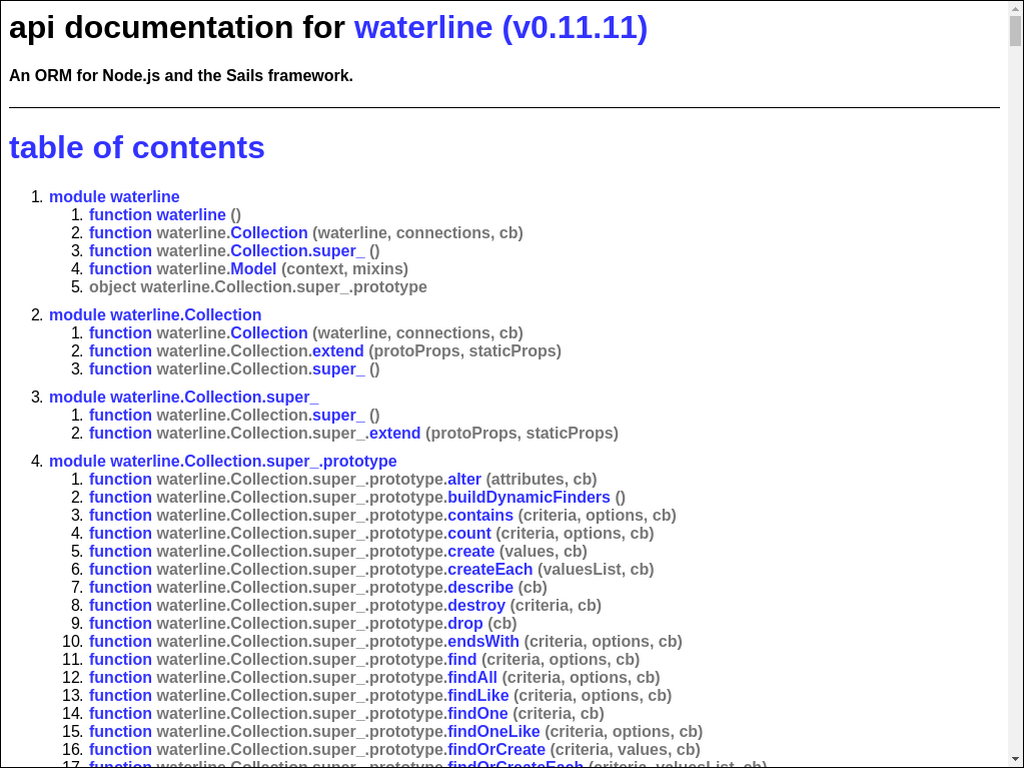 api documentation for waterline (v0.11.11)
An ORM for Node.js and the Sails framework.
table of contents
1. module waterline
1. function waterline ()
2. function waterline.Collection (waterline, connections, cb)
3. function waterline.Collection.super_ ()
4. function waterline.Model (context, mixins)
5. object waterline.Collection.super_.prototype
2. module waterline.Collection
1. function waterline.Collection (waterline, connections, cb)
2. function waterline.Collection.extend (protoProps, staticProps)
3. function waterline.Collection.super_ ()
3. module waterline.Collection.super_
1. function waterline.Collection.super_ ()
2. function waterline.Collection.super_.extend (protoProps, staticProps)
4. module waterline.Collection.super_.prototype
1. function waterline.Collection.super_.prototype.alter (attributes, cb)
2. function waterline.Collection.super_.prototype.buildDynamicFinders ()
3. function waterline.Collection.super_.prototype.contains (criteria, options, cb)
4. function waterline.Collection.super_.prototype.count (criteria, options, cb)
5. function waterline.Collection.super_.prototype.create (values, cb)
6. function waterline.Collection.super_.prototype.createEach (valuesList, cb)
7. function waterline.Collection.super_.prototype.describe (cb)
8. function waterline.Collection.super_.prototype.destroy (criteria, cb)
9. function waterline.Collection.super_.prototype.drop (cb)
10. function waterline.Collection.super_.prototype.endsWith (criteria, options, cb)
11. function waterline.Collection.super_.prototype.find (criteria, options, cb)
12. function waterline.Collection.super_.prototype.findAll (criteria, options, cb)
13. function waterline.Collection.super_.prototype.findLike (criteria, options, cb)
14. function waterline.Collection.super_.prototype.findOne (criteria, cb)
15. function waterline.Collection.super_.prototype.findOneLike (criteria, options, cb)
16. function waterline.Collection.super_.prototype.findOrCreate (criteria, values, cb)
17. function waterline.Collection.super_.prototype.findOrCreateEach (criteria, valuesList, cb)